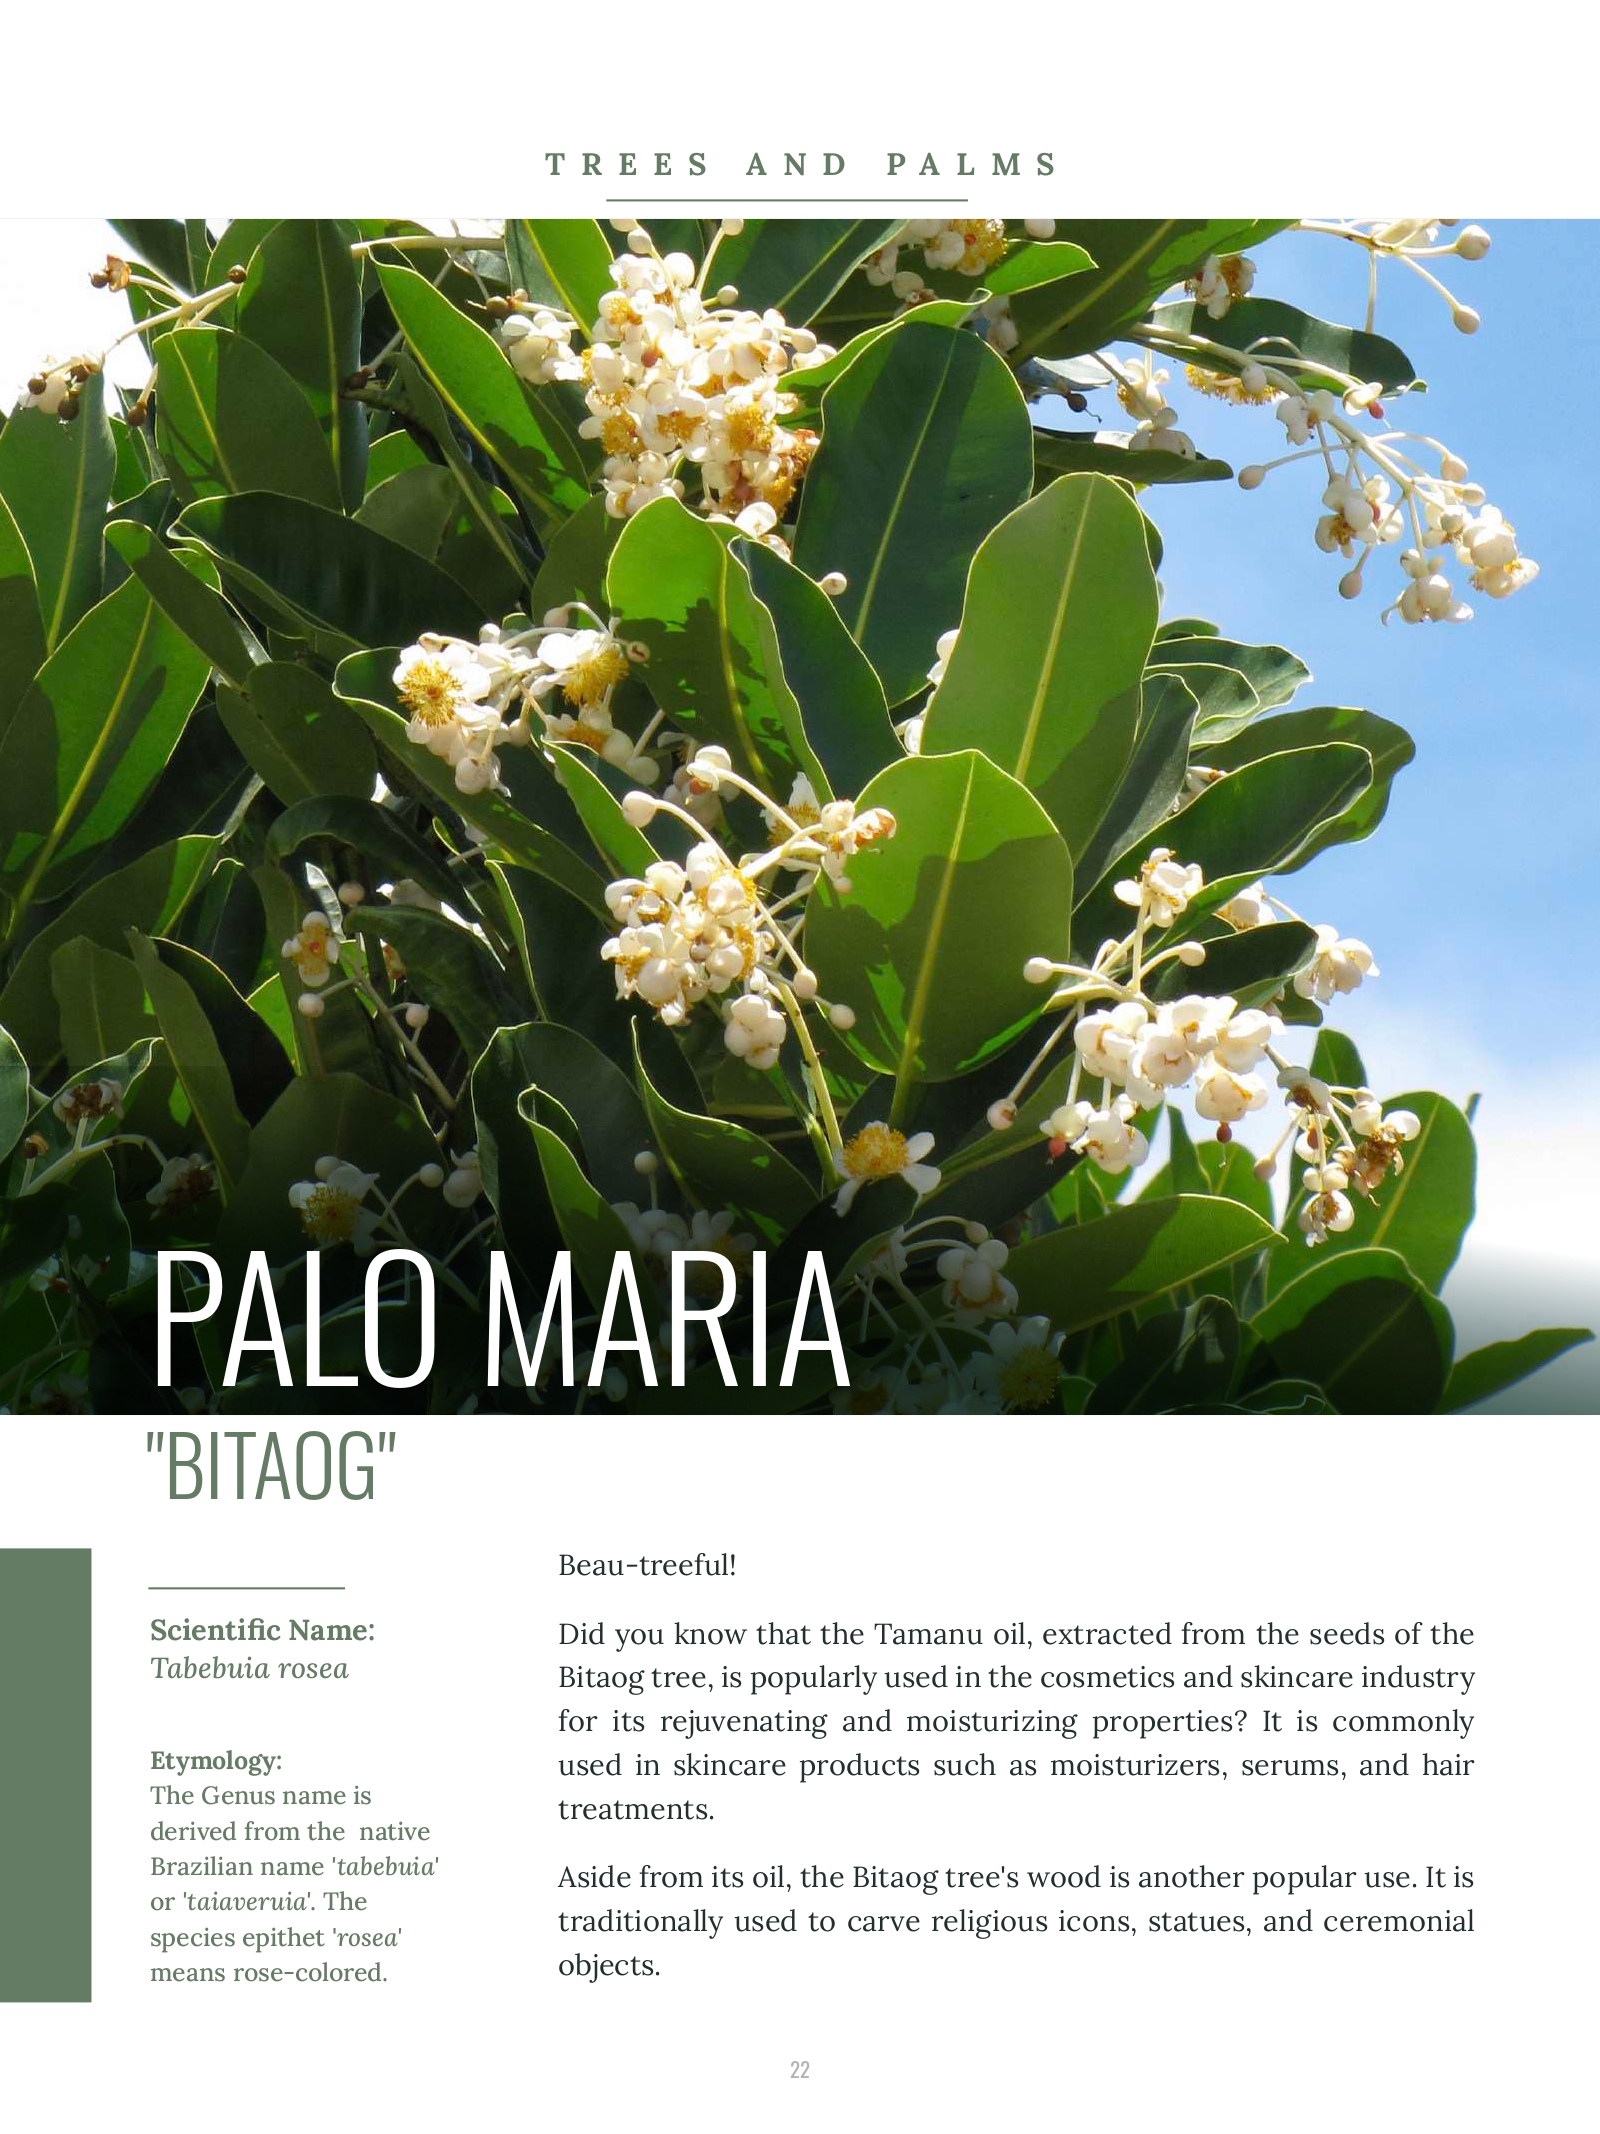 TREES AND PALMS
PALO MARIA
"BITAOG"
Scientific Name:
Tabebuia rosea
Etymology:
The Genus name is
derived from the native
Brazilian name 'tabebuia'
or 'taiaveruia'. The
species epithet 'rosea'
means rose-colored.
Beau-treeful!
Did you know that the Tamanu oil, extracted from the seeds of the
Bitaog tree, is popularly used in the cosmetics and skincare industry
for its rejuvenating and moisturizing properties? It is commonly
used in skincare products such as moisturizers, serums, and hair
treatments.
Aside from its oil, the Bitaog tree's wood is another popular use. It is
traditionally used to carve religious icons, statues, and ceremonial
objects.
22